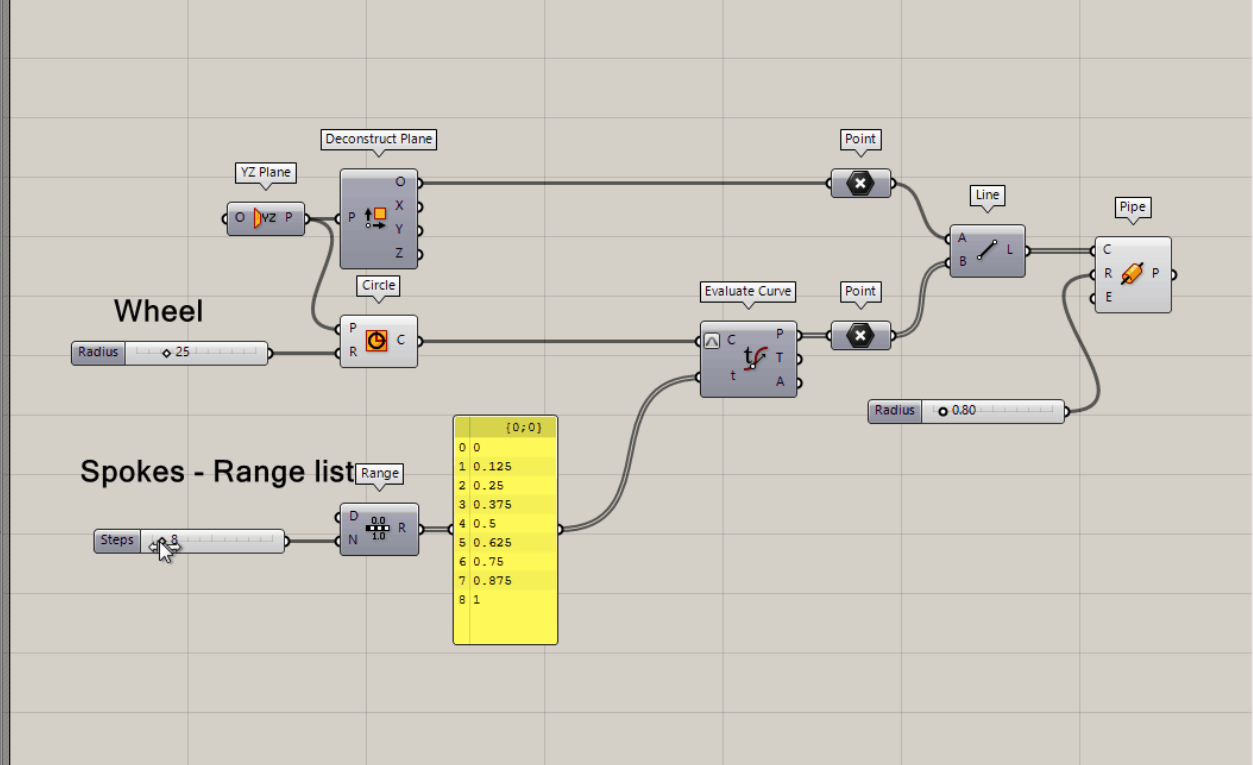 Deconstruct Plane
Point
YZ Plane
O
X
Y
Z
P
O YZ P
Line
A
B
L
Pipe
C
R
E
P
Circle
P
R
C
Evaluate Curve
Point
C
t
P
T
A
t
Wheel
Radius 25
Radius 0.80
{0;0}
0 0
1 0.125
2 0.25
3 0.375
4 0.5
5 0.625
6 0.75
7 0.875
8 1
Spokes - Range list
Range
D
N
0.0
1.0
R
Steps 8